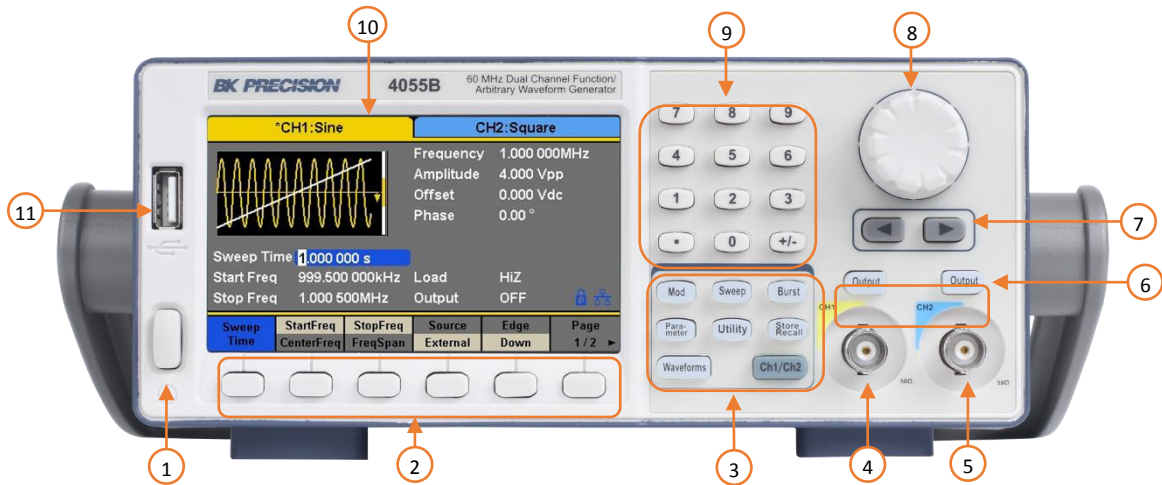 10
9
8
BK PRECISION 4055B 60 MHz Dual Channel Function/
Arbitrary Waveform Generator
*CH1:Sine CH2:Square
Frequency 1.000 000MHz
Amplitude 4.000 Vpp
Offset 0.000 Vdc
Phase 0.00 °
Sweep Time 1.000 000 s
Start Freq 999.500 000kHz Load HiZ
Stop Freq 1.000 500MHz Output OFF
Sweep Time StartFreq CenterFreq StopFreq FreqSpan Source External Edge Down Page 1 / 2 ►
7 8 9
4 5 6
1 2 3
. 0 +/-
Mod Sweep Burst
Para-meter Utility Store Recall
Waveforms Ch1/Ch2
◄ ►
Output Output
CH1 CH2
50Ω 50Ω
11
7
6
1
2
3
4
5